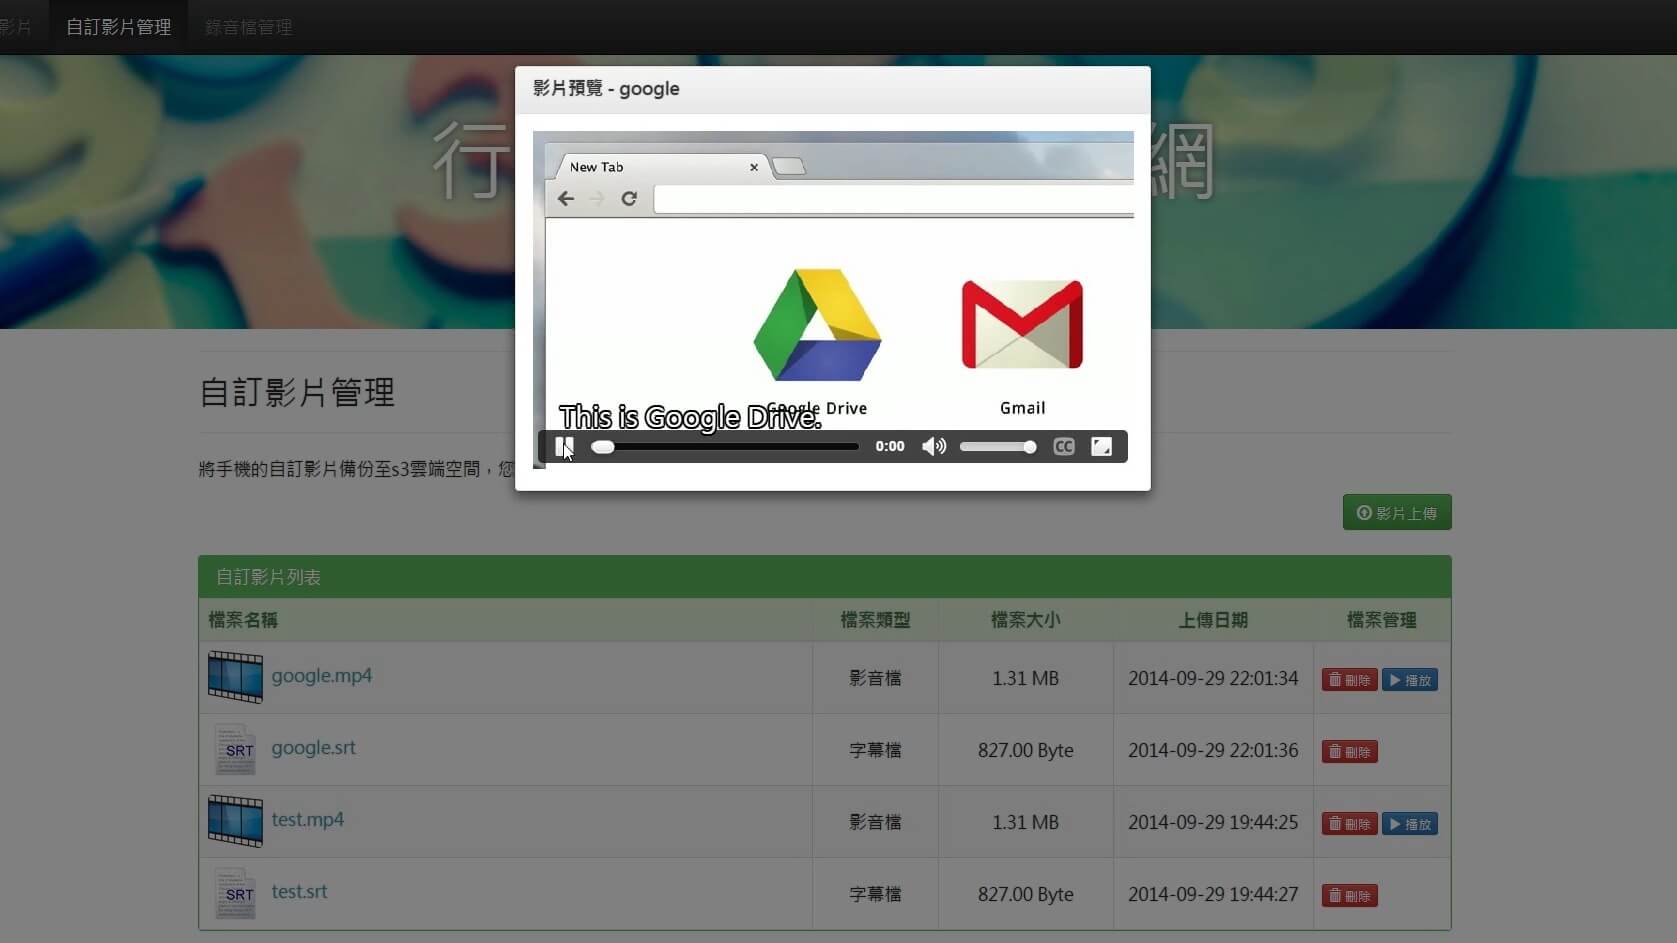 影片
自訂影片管理
錄音檔管理
影片預覽 - google
行
網
New Tab
Google Drive
Gmail
This is Google Drive.
0:00
CC
自訂影片管理
將手機的自訂影片備份至s3雲端空間，您
影片上傳
自訂影片列表
檔案名稱 檔案類型 檔案大小 上傳日期 檔案管理
google.mp4 影音檔 1.31 MB 2014-09-29 22:01:34 刪除 播放
SRT google.srt 字幕檔 827.00 Byte 2014-09-29 22:01:36 刪除
test.mp4 影音檔 1.31 MB 2014-09-29 19:44:25 刪除 播放
SRT test.srt 字幕檔 827.00 Byte 2014-09-29 19:44:27 刪除